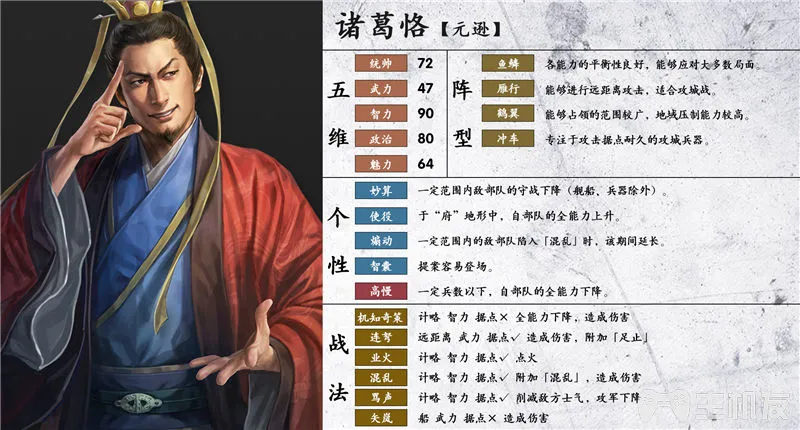 诸葛恪【元逊】
五维
统帅 72
武力 47
智力 90
政治 80
魅力 64
阵型
鱼鳞 各能力的平衡性良好，能够应对大多数局面。
雁行 能够进行远距离攻击，适合攻城战。
鹤翼 能够占领的范围较广，地域压制能力较高。
冲车 专注于攻击据点耐久的攻城兵器。
个性
妙算 一定范围内敌部队的守战下降（舰船、兵器除外）。
使役 于“府”地形中，自部队的全能力上升。
煽动 一定范围内的敌部队陷入「混乱」时，该期间延长。
智囊 提案容易登场。
高慢 一定兵数以下，自部队的全能力下降。
战法
机知奇策 计略 智力 据点× 全能力下降，造成伤害
连弩 远距离 武力 据点✓ 造成伤害，附加「足止」
业火 计略 智力 据点✓ 点火
混乱 计略 智力 据点✓ 附加「混乱」，造成伤害
骂声 计略 智力 据点✓ 削减敌方士气，攻军下降
矢岚 船 武力 据点× 造成伤害